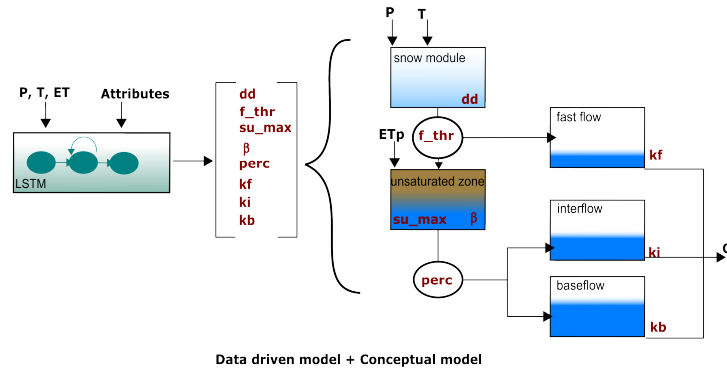 P, T, ET
Attributes
LSTM
dd
f_thr
su_max
β
perc
kf
ki
kb
P
T
snow module
dd
f_thr
ETp
unsaturated zone
su_max
β
perc
fast flow
kf
interflow
ki
baseflow
kb
Data driven model + Conceptual model